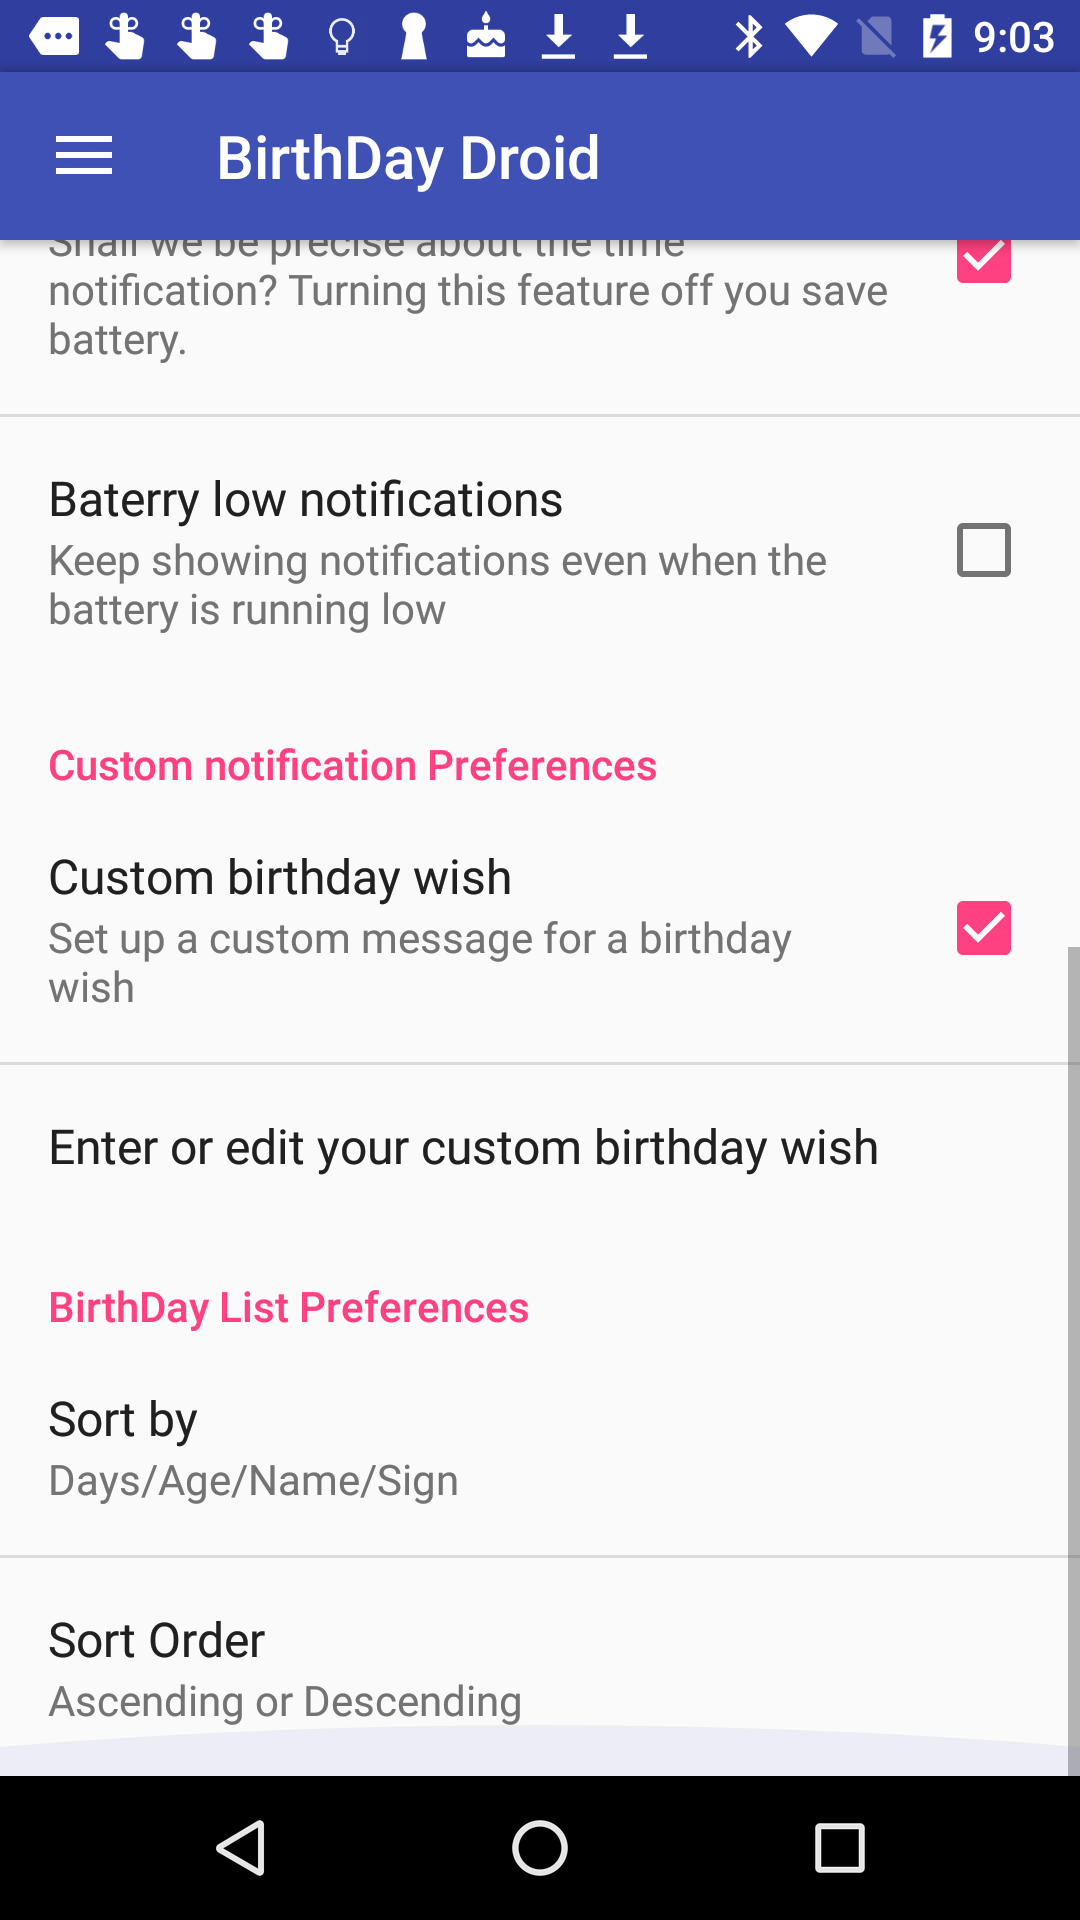 9:03
BirthDay Droid
Shall we be precise about the time
notification? Turning this feature off you save
battery.
Baterry low notifications
Keep showing notifications even when the
battery is running low
Custom notification Preferences
Custom birthday wish
Set up a custom message for a birthday
wish
Enter or edit your custom birthday wish
BirthDay List Preferences
Sort by
Days/Age/Name/Sign
Sort Order
Ascending or Descending